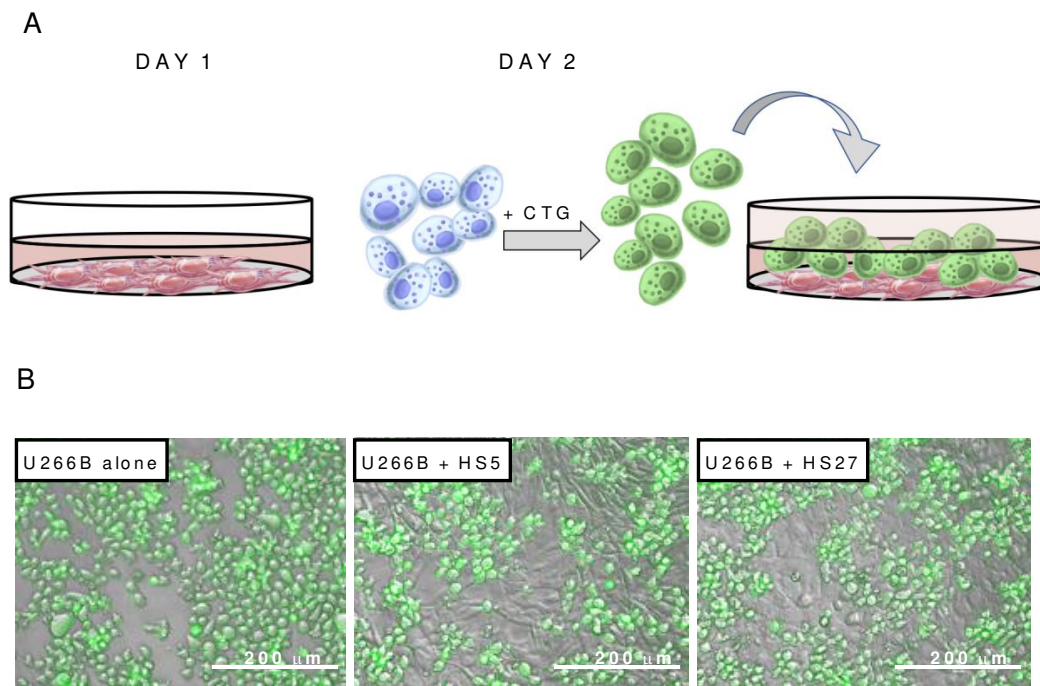 A
DAY 1
DAY 2
+ CTG
B
U266B alone
U266B + HS5
U266B + HS27
200 µm
200 µm
200 µm